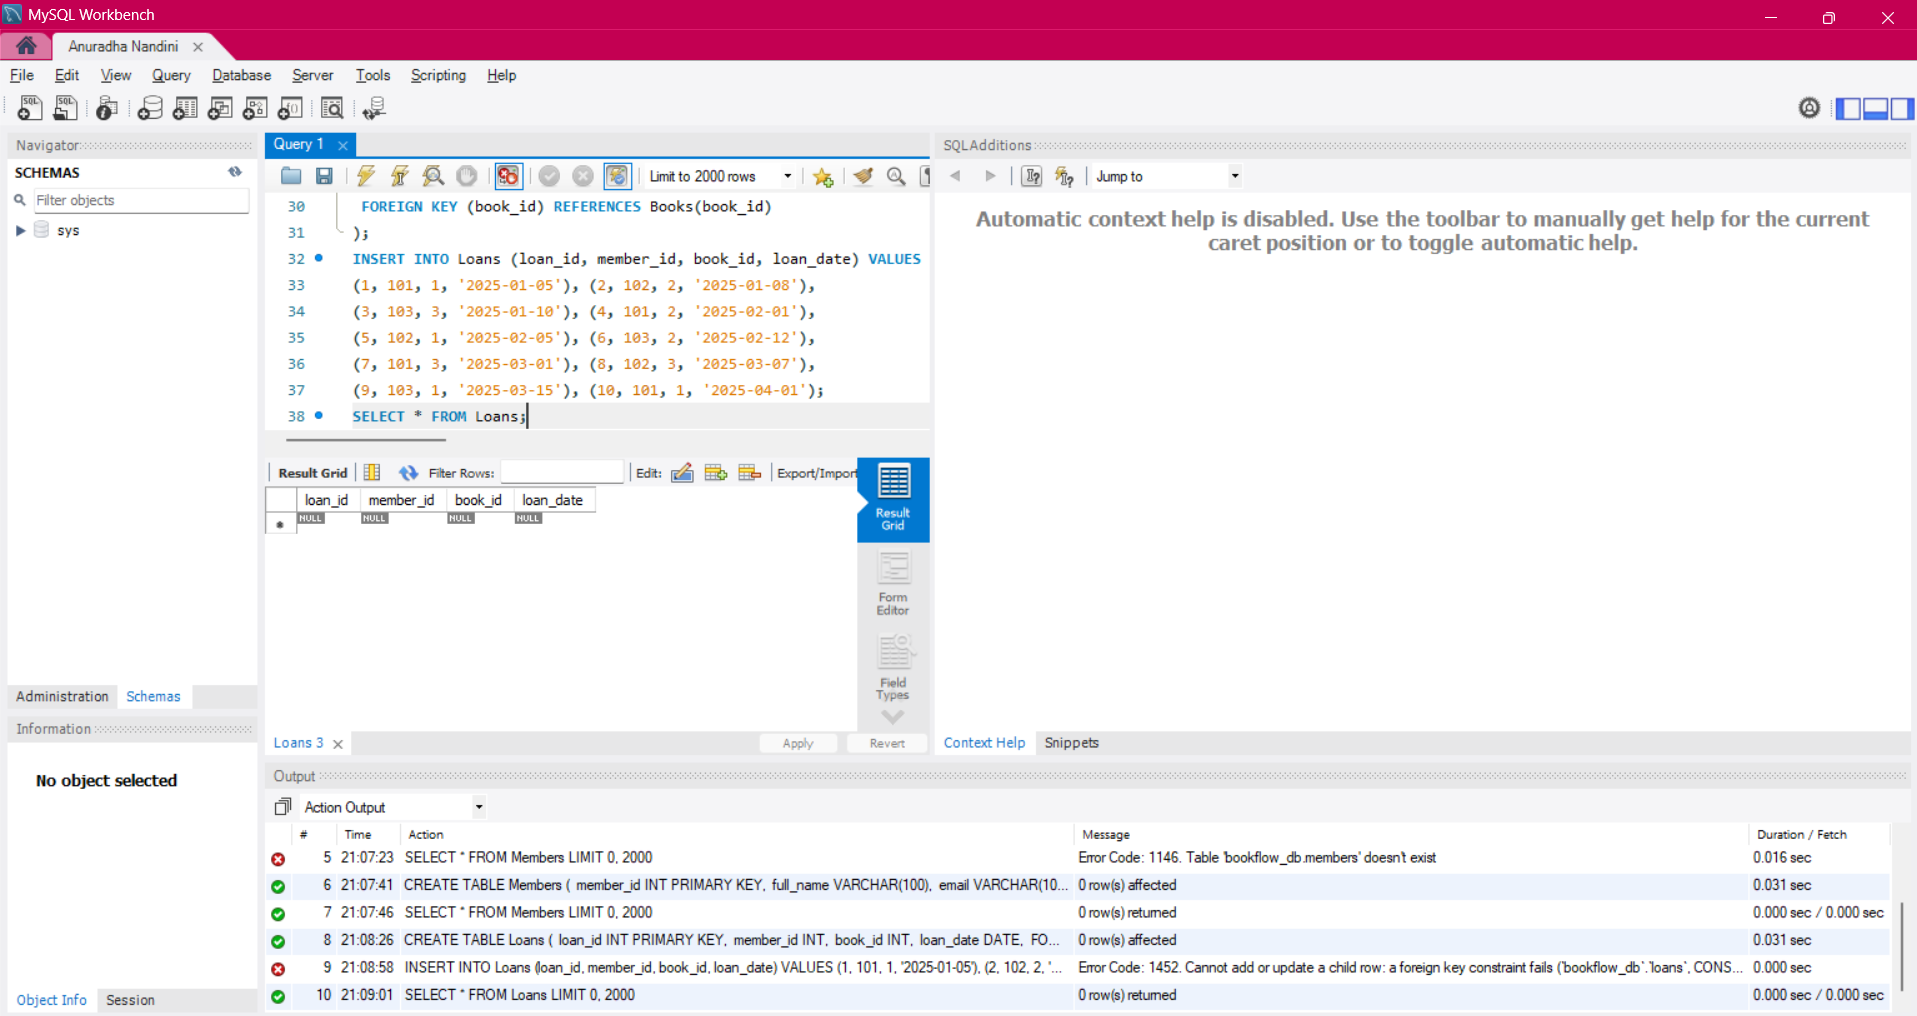 MySQL Workbench
Anuradha Nandini
File Edit View Query Database Server Tools Scripting Help
Navigator
SCHEMAS
Filter objects
sys
Administration Schemas
Information
No object selected
Object Info Session
Query 1
Limit to 2000 rows
30 FOREIGN KEY (book_id) REFERENCES Books(book_id)
31 );
32 INSERT INTO Loans (loan_id, member_id, book_id, loan_date) VALUES
33 (1, 101, 1, '2025-01-05'), (2, 102, 2, '2025-01-08'),
34 (3, 103, 3, '2025-01-10'), (4, 101, 2, '2025-02-01'),
35 (5, 102, 1, '2025-02-05'), (6, 103, 2, '2025-02-12'),
36 (7, 101, 3, '2025-03-01'), (8, 102, 3, '2025-03-07'),
37 (9, 103, 1, '2025-03-15'), (10, 101, 1, '2025-04-01');
38 SELECT * FROM Loans;
Result Grid Filter Rows: Edit: Export/Import
loan_id member_id book_id loan_date
NULL NULL NULL NULL
Result
Grid
Form
Editor
Field
Types
Loans 3 Apply Revert
SQLAdditions
Jump to
Automatic context help is disabled. Use the toolbar to manually get help for the current
caret position or to toggle automatic help.
Context Help Snippets
Output
Action Output
# Time Action Message Duration / Fetch
5 21:07:23 SELECT * FROM Members LIMIT 0, 2000 Error Code: 1146. Table 'bookflow_db.members' doesn't exist 0.016 sec
6 21:07:41 CREATE TABLE Members ( member_id INT PRIMARY KEY, full_name VARCHAR(100), email VARCHAR(10... 0 row(s) affected 0.031 sec
7 21:07:46 SELECT * FROM Members LIMIT 0, 2000 0 row(s) returned 0.000 sec / 0.000 sec
8 21:08:26 CREATE TABLE Loans ( loan_id INT PRIMARY KEY, member_id INT, book_id INT, loan_date DATE, FO... 0 row(s) affected 0.031 sec
9 21:08:58 INSERT INTO Loans (loan_id, member_id, book_id, loan_date) VALUES (1, 101, 1, '2025-01-05'), (2, 102, 2, '... Error Code: 1452. Cannot add or update a child row: a foreign key constraint fails (`bookflow_db`.`loans`, CONS... 0.000 sec
10 21:09:01 SELECT * FROM Loans LIMIT 0, 2000 0 row(s) returned 0.000 sec / 0.000 sec